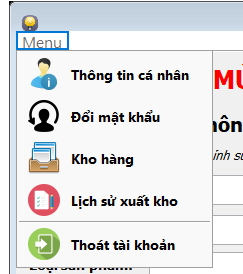 Menu
Thông tin cá nhân
Đổi mật khẩu
Kho hàng
Lịch sử xuất kho
Thoát tài khoản